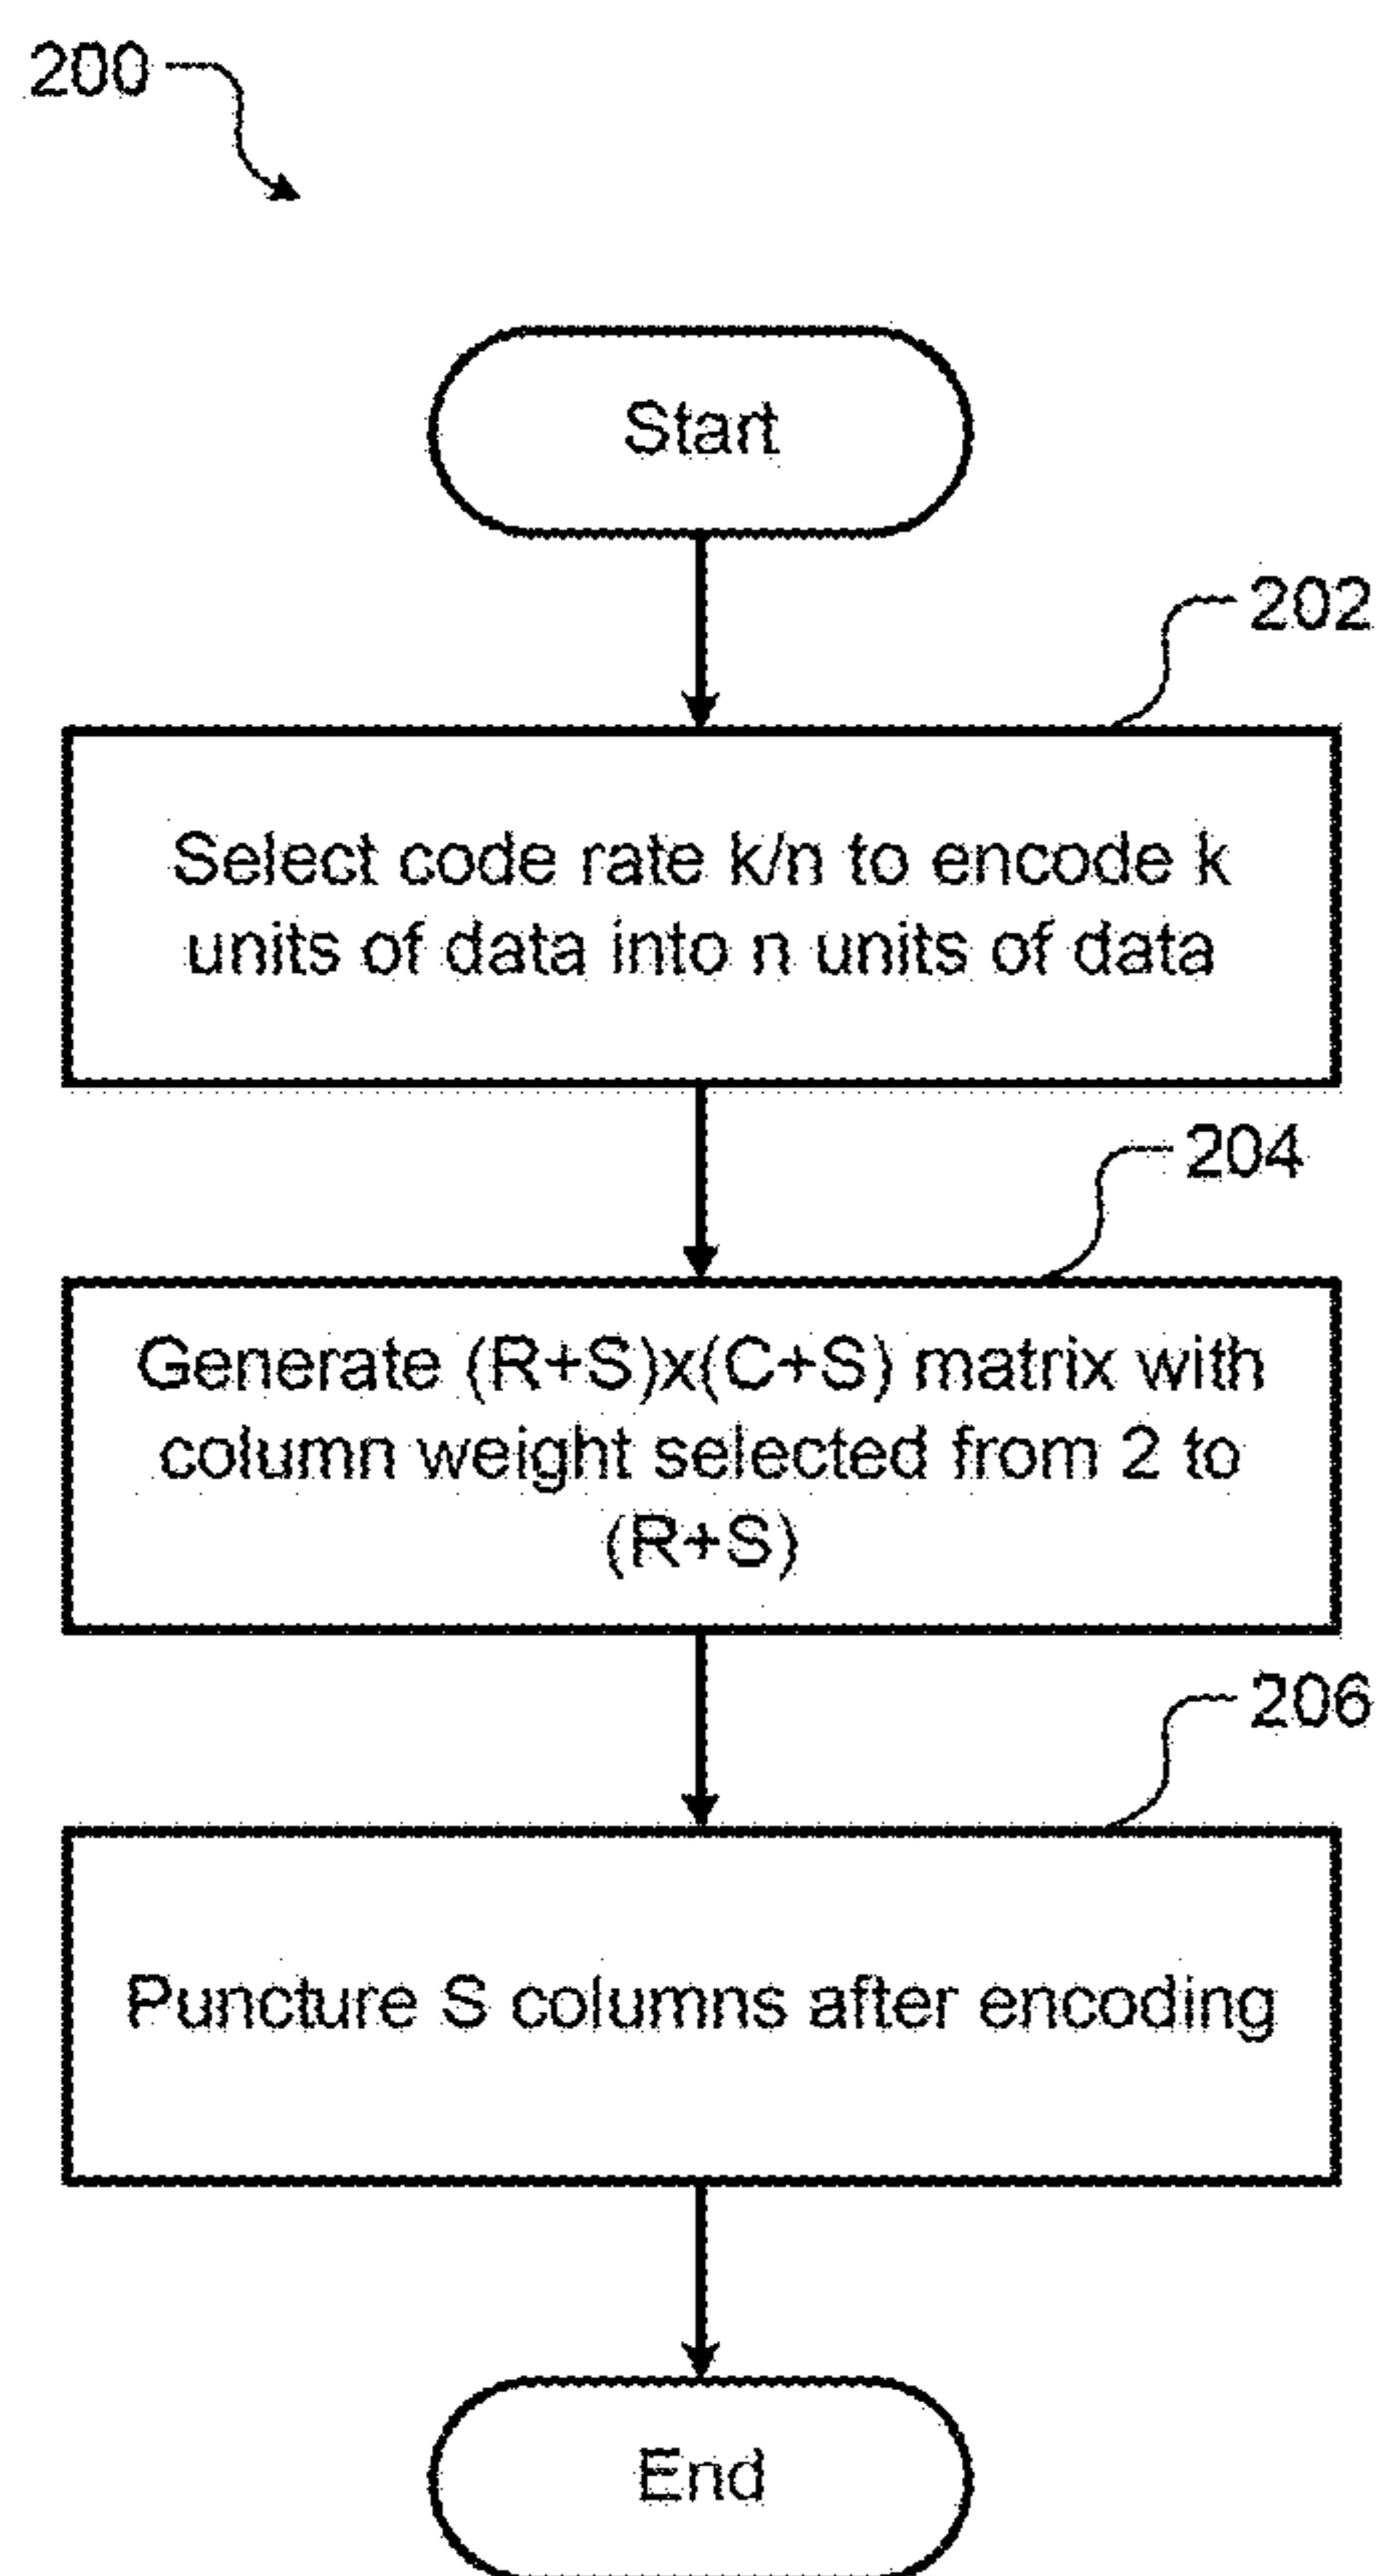 200
Start
202
Select code rate k/n to encode k
units of data into n units of data
204
Generate (R+S)x(C+S) matrix with
column weight selected from 2 to
(R+S)
206
Puncture S columns after encoding
End